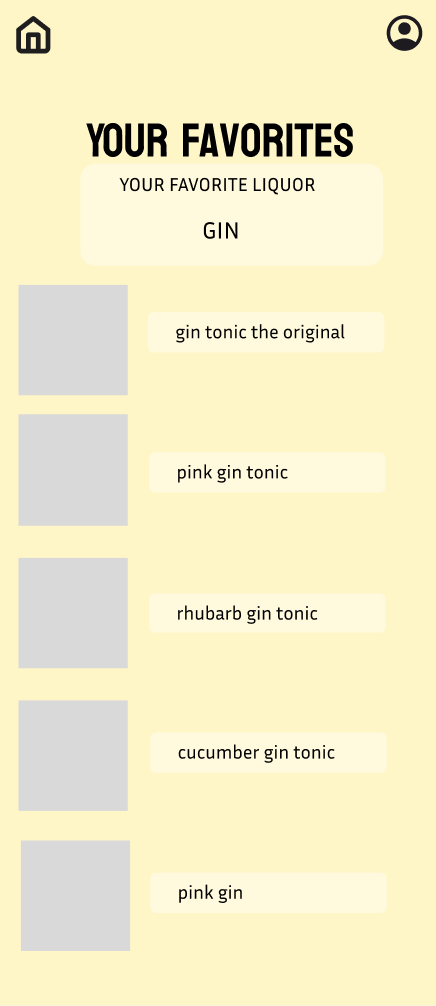 YOUR FAVORITES
YOUR FAVORITE LIQUOR
GIN
gin tonic the original
pink gin tonic
rhubarb gin tonic
cucumber gin tonic
pink gin